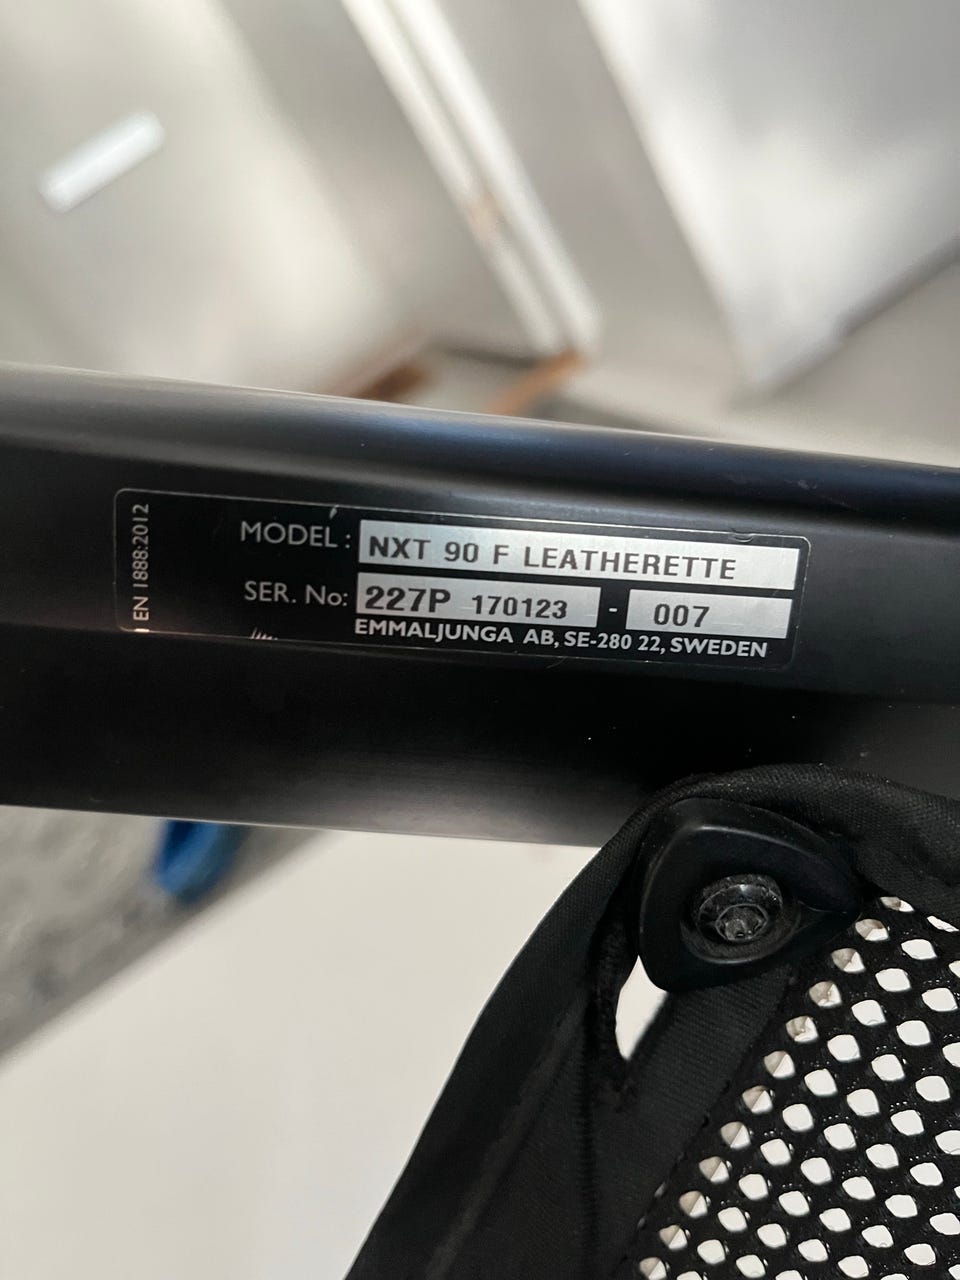 EN 1888:2012
MODEL: NXT 90 F LEATHERETTE
SER. No: 227P 170123 - 007
EMMALJUNGA AB, SE-280 22, SWEDEN